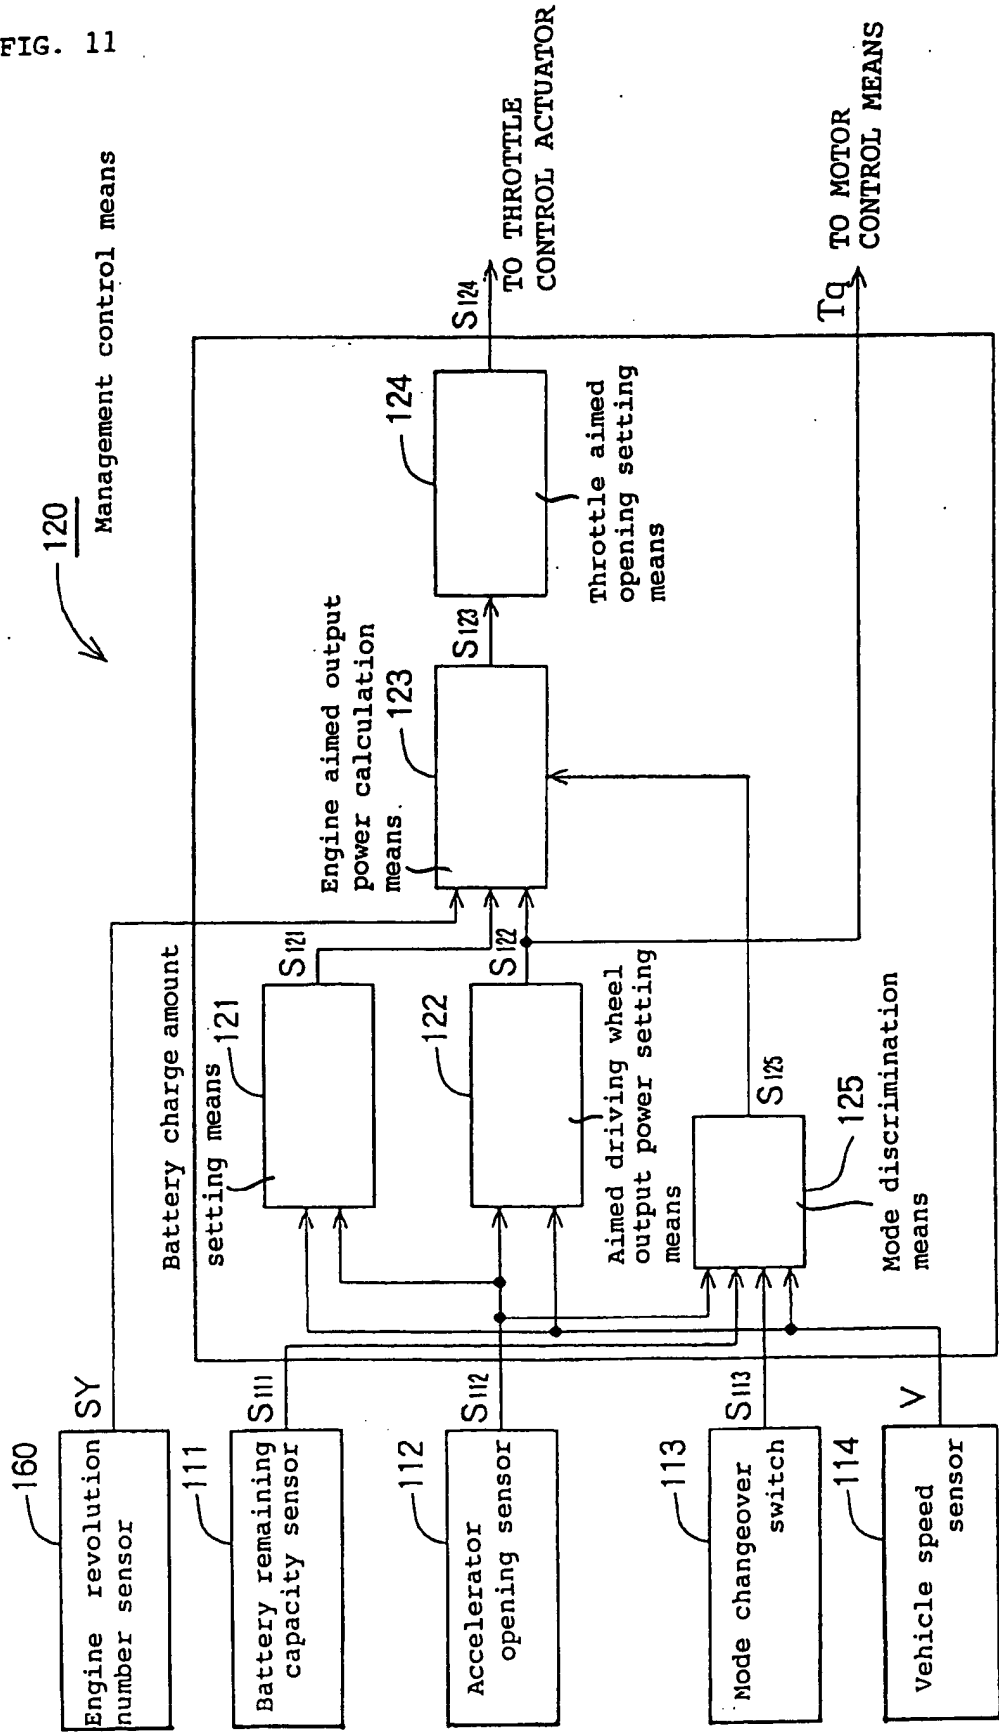 FIG. 11
120
Management control means
160
Engine revolution
number sensor
SY
111
Battery remaining
capacity sensor
S111
112
Accelerator
opening sensor
S112
113
Mode changeover
switch
S113
114
Vehicle speed
sensor
V
Battery charge amount
setting means
121
S121
122
S122
Aimed driving wheel
output power setting
means
S125
125
Mode discrimination
means
Engine aimed output
power calculation
means.
123
S123
124
Throttle aimed
opening setting
means
S124
TO THROTTLE
CONTROL ACTUATOR
Tq
TO MOTOR
CONTROL MEANS